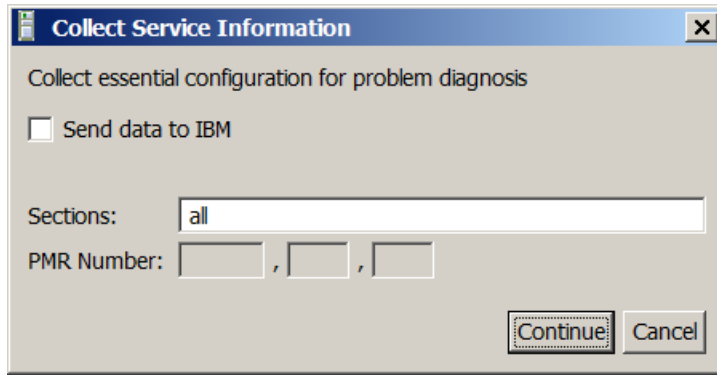 Collect Service Information
Collect essential configuration for problem diagnosis
Send data to IBM
Sections: all
PMR Number: , ,
Continue Cancel